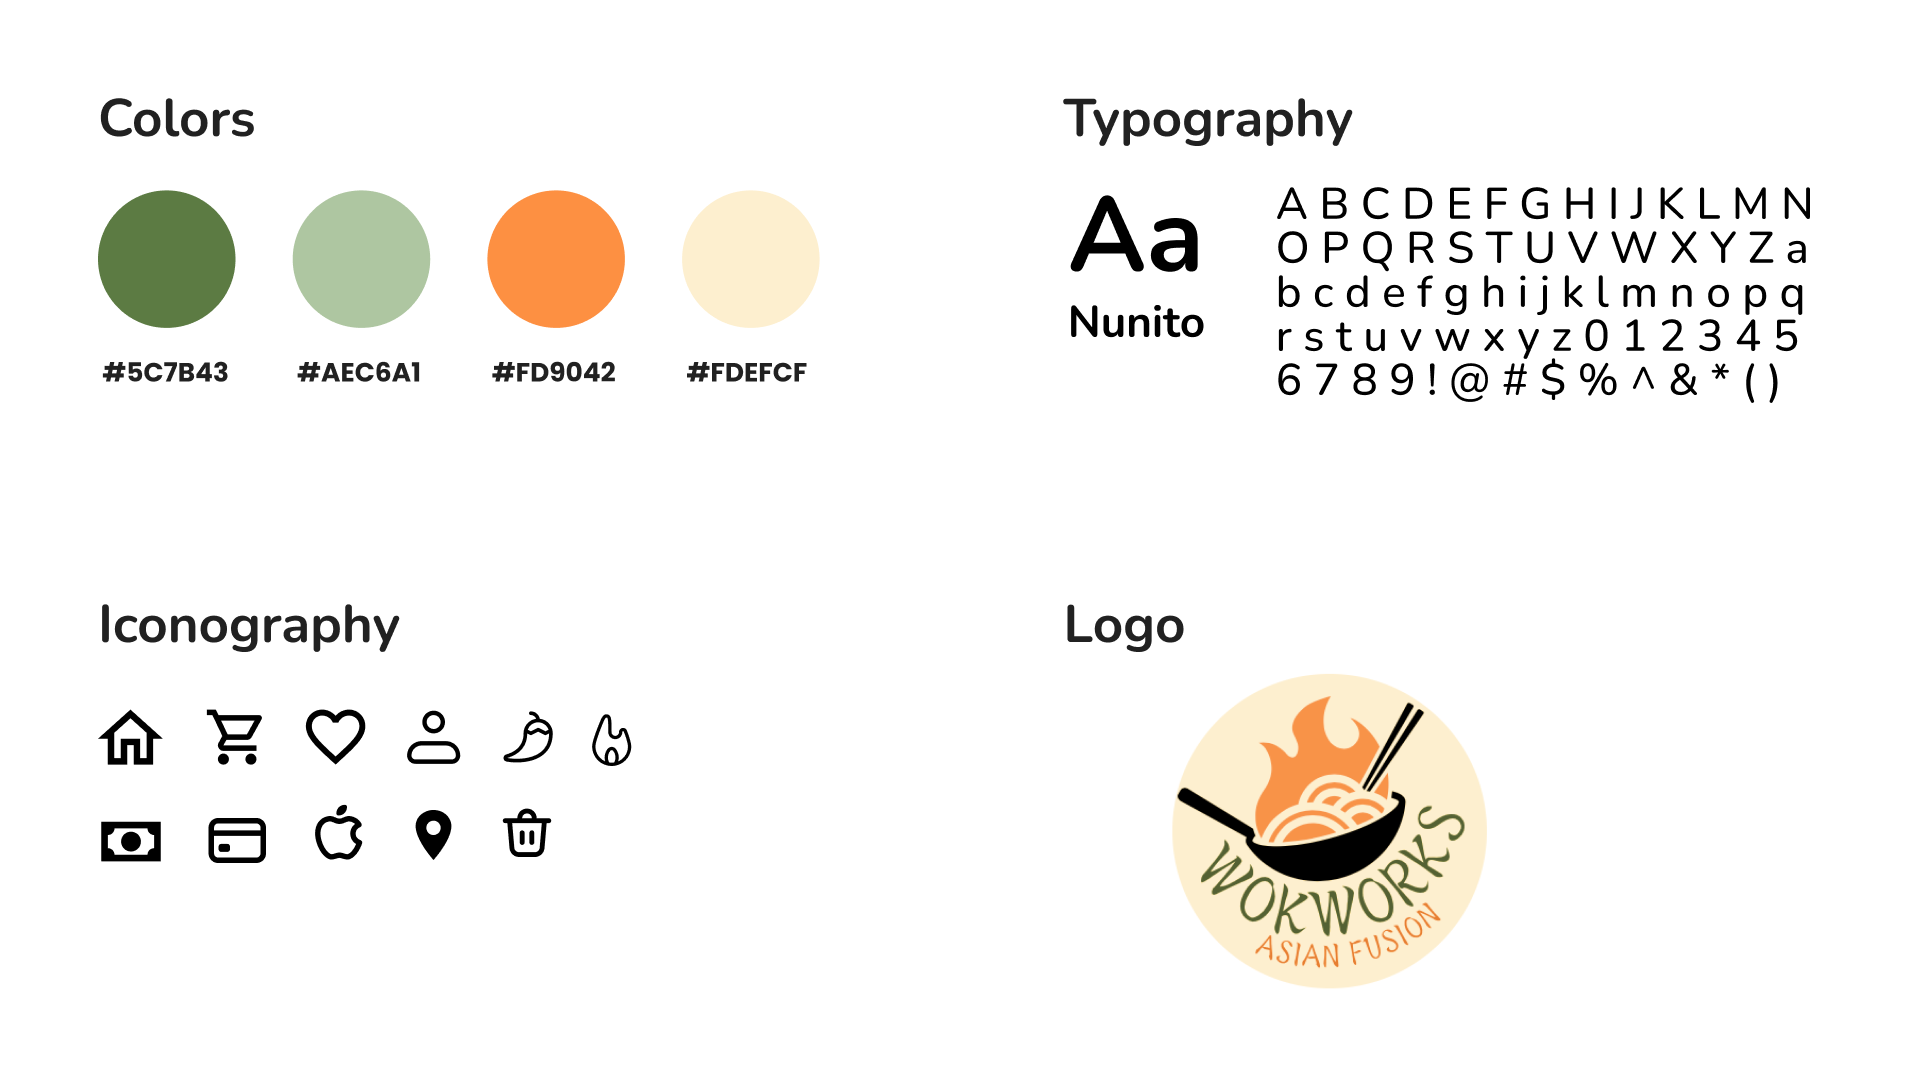 Colors
#5C7B43
#AEC6A1
#FD9042
#FDEFCF
Typography
Aa
Nunito
A B C D E F G H I J K L M N
O P Q R S T U V W X Y Z a
b c d e f g h i j k l m n o p q
r s t u v w x y z 0 1 2 3 4 5
6 7 8 9 ! @ # $ % ^ & * ( )
Iconography
Logo
WOKWORKS
ASIAN FUSION